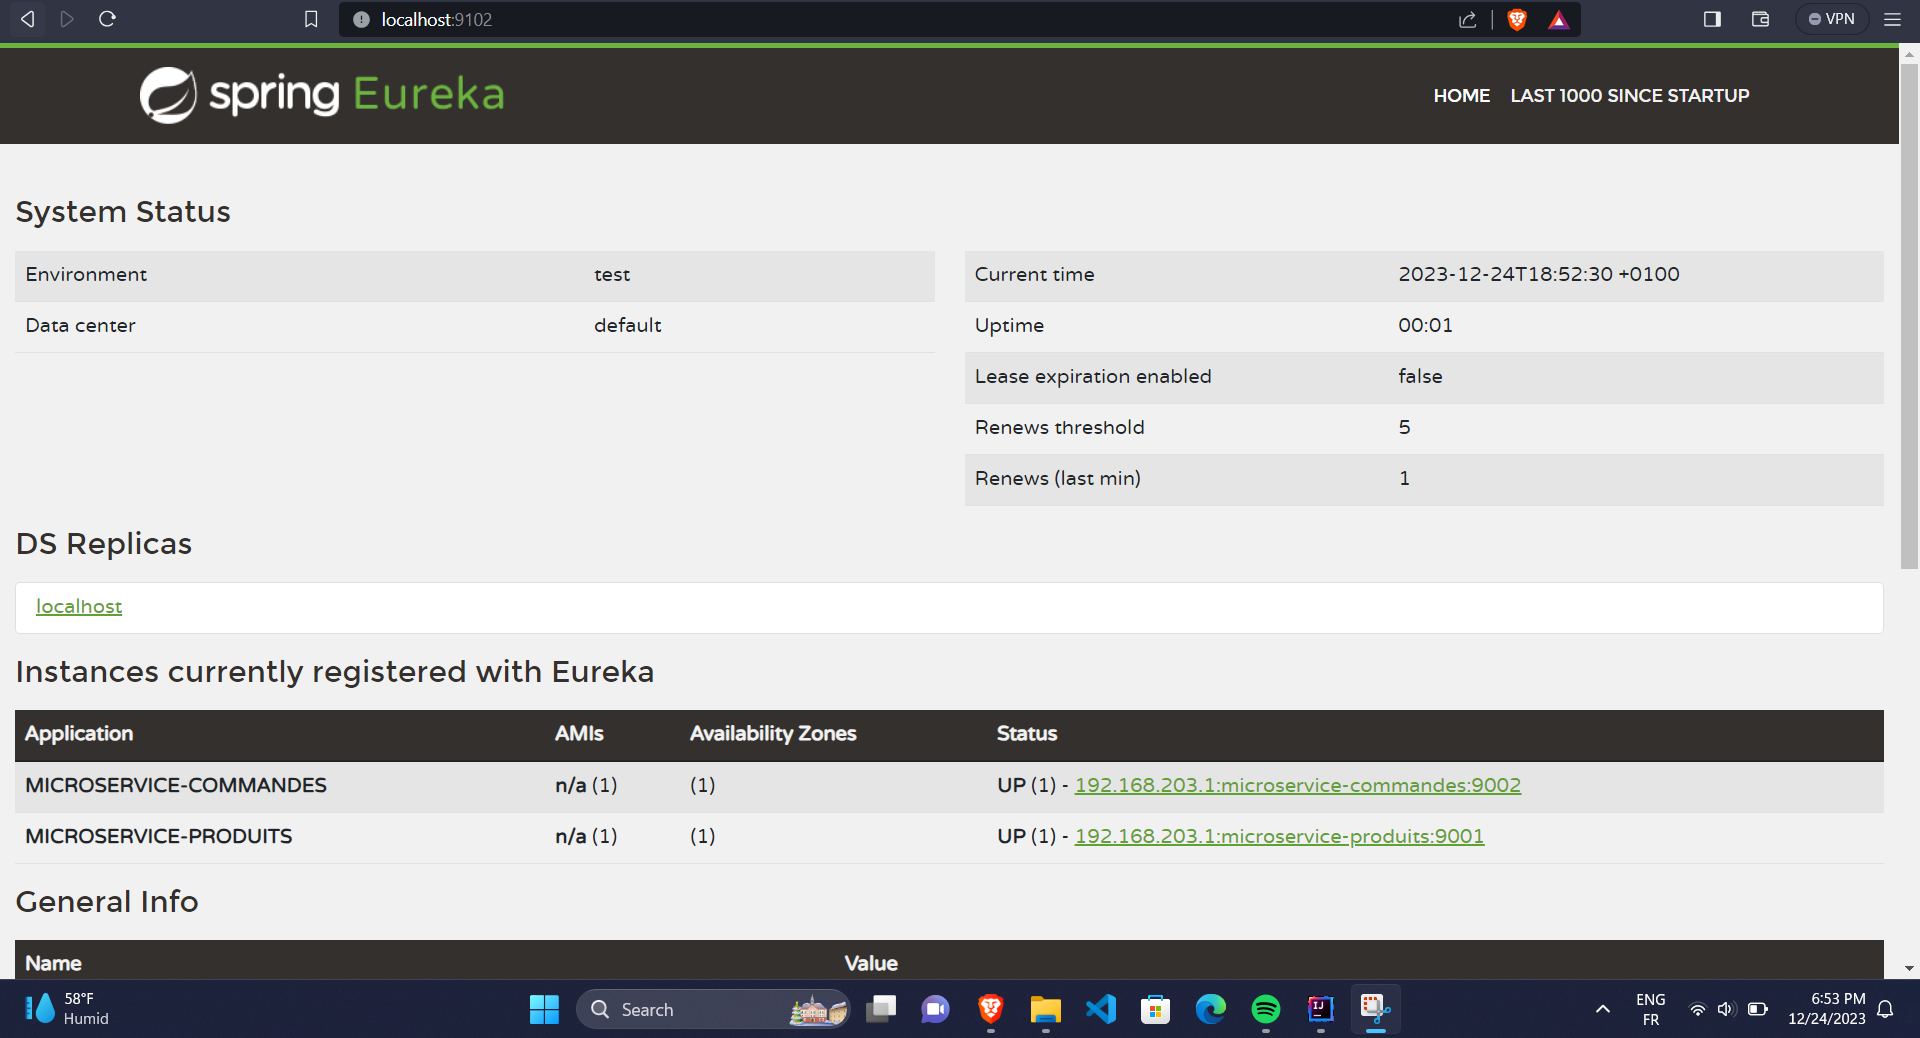 localhost:9102
VPN
spring Eureka
HOME LAST 1000 SINCE STARTUP
System Status
Environment test
Data center default
Current time 2023-12-24T18:52:30 +0100
Uptime 00:01
Lease expiration enabled false
Renews threshold 5
Renews (last min) 1
DS Replicas
localhost
Instances currently registered with Eureka
Application AMIs Availability Zones Status
MICROSERVICE-COMMANDES n/a (1) (1) UP (1) - 192.168.203.1:microservice-commandes:9002
MICROSERVICE-PRODUITS n/a (1) (1) UP (1) - 192.168.203.1:microservice-produits:9001
General Info
Name Value
58°F
Humid
Search
ENG
FR
6:53 PM
12/24/2023